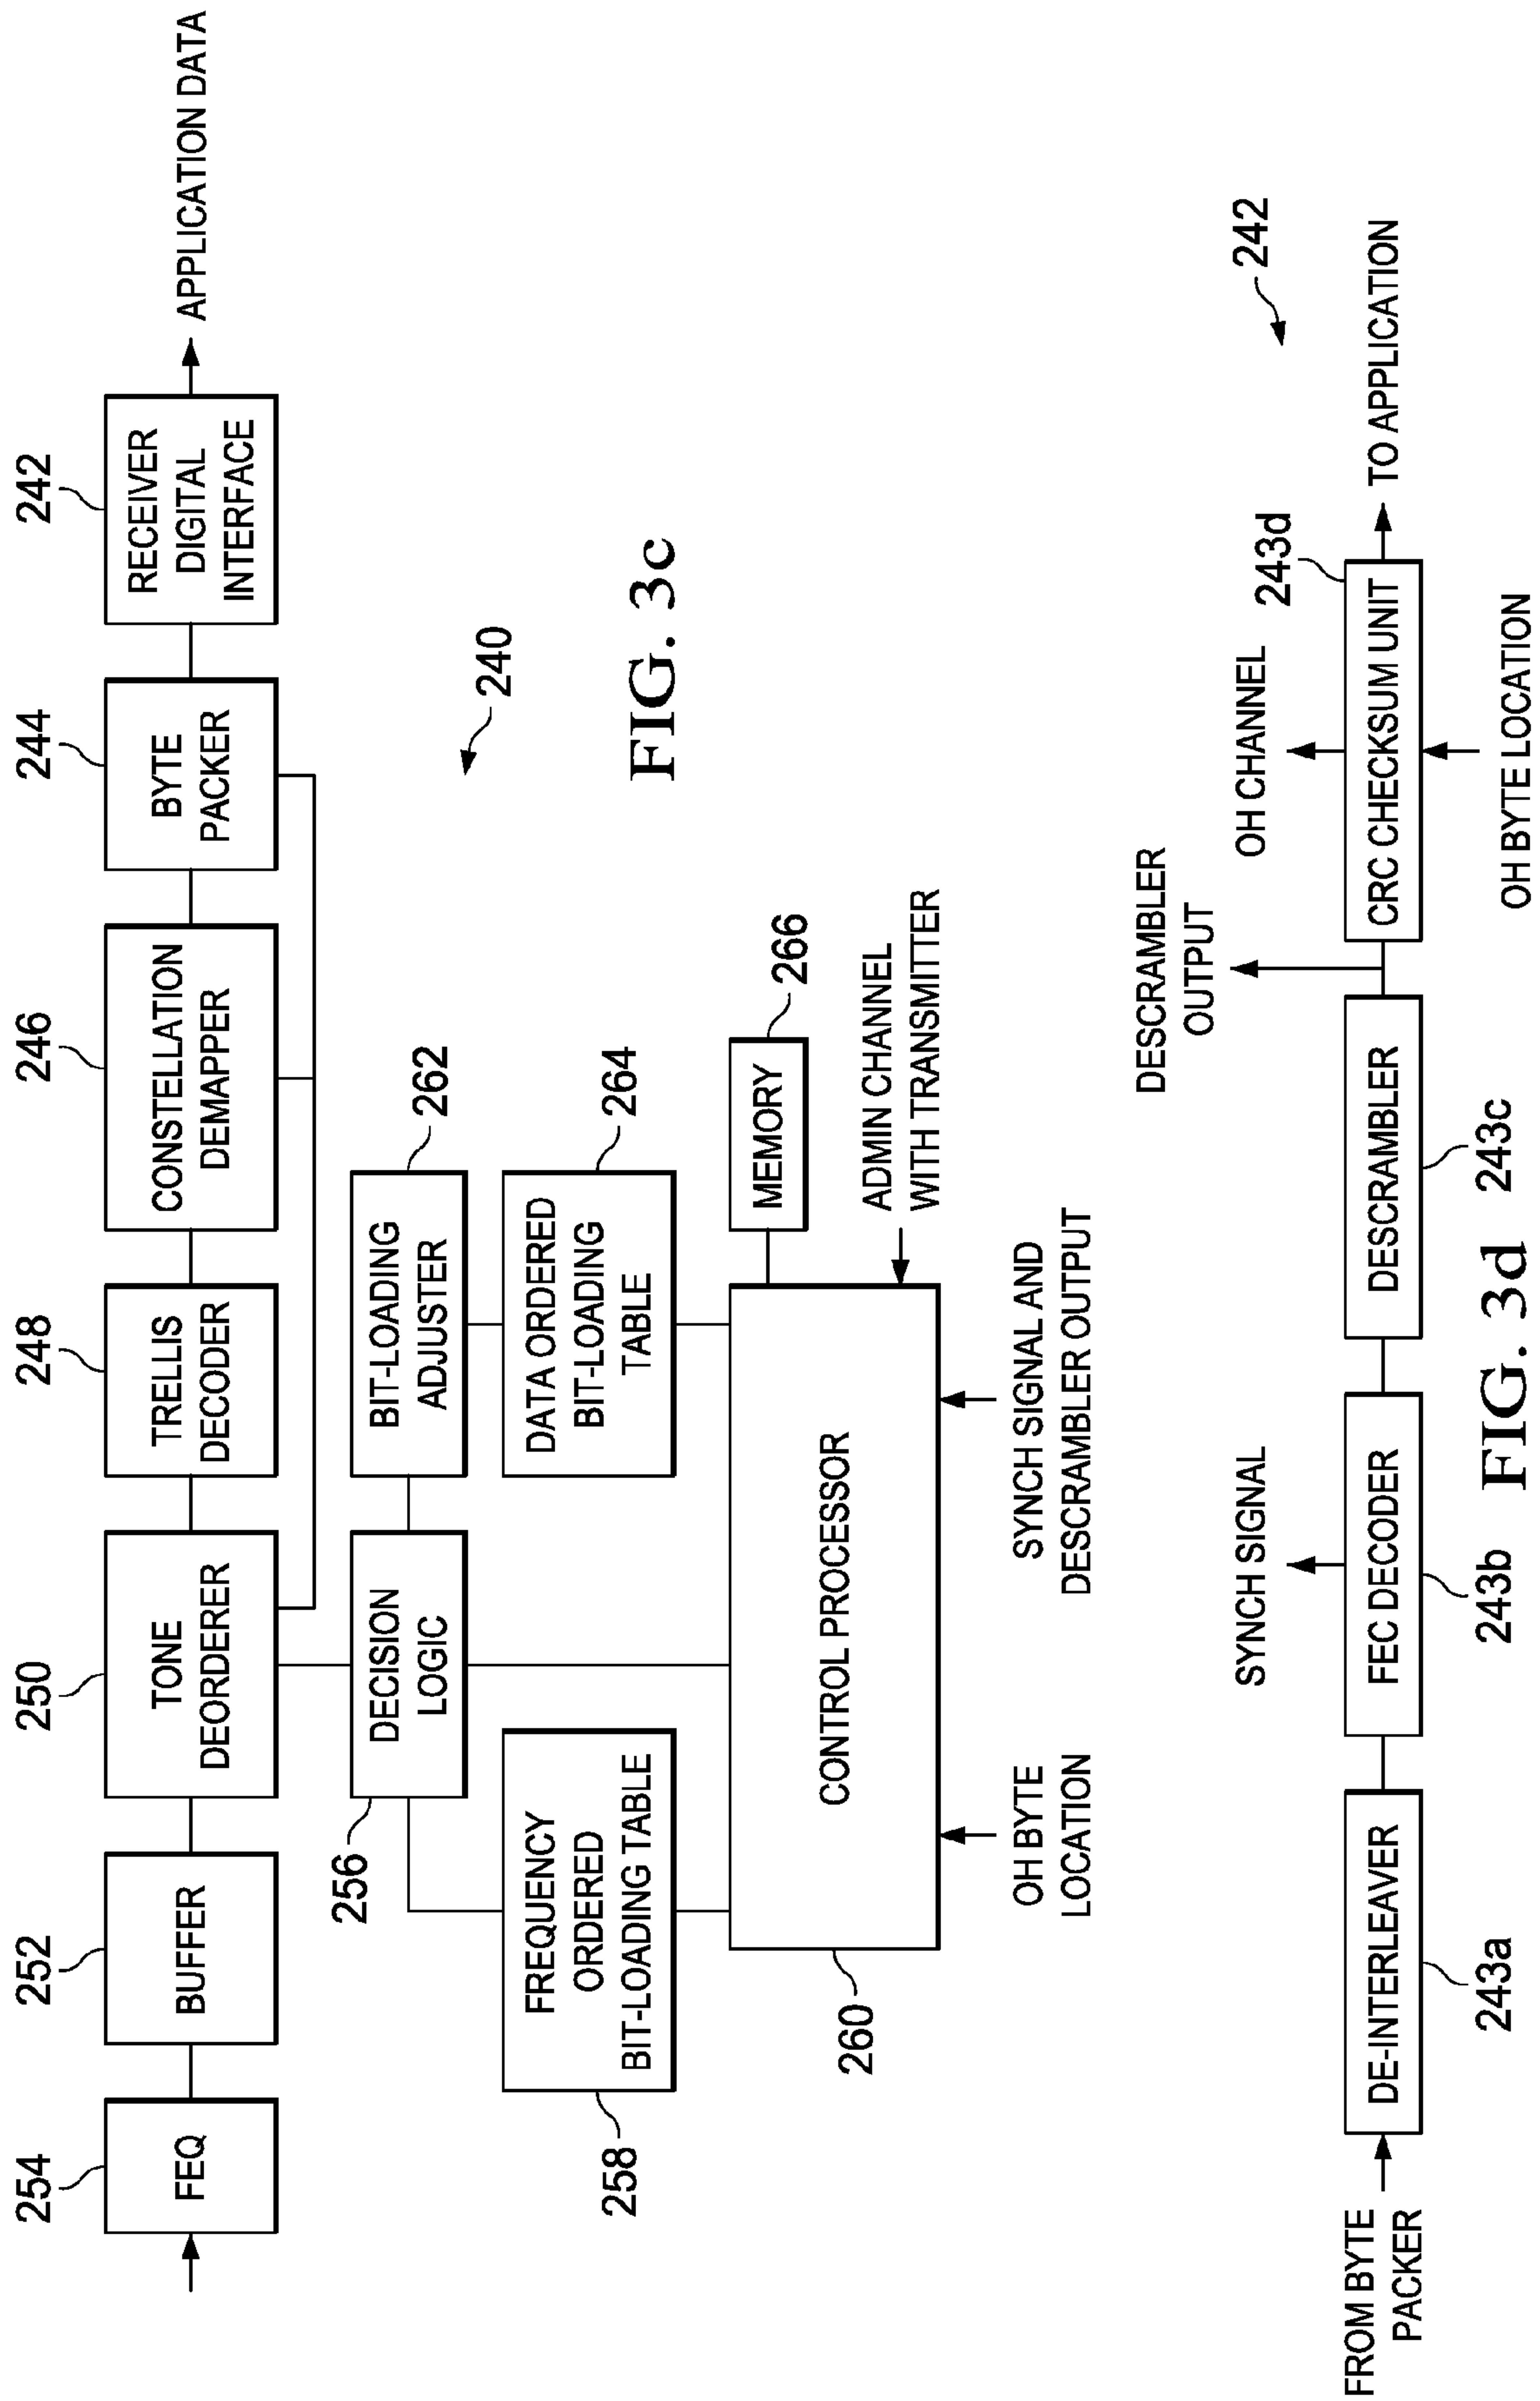 254
252
250
248
246
244
242
FEQ
BUFFER
TONE
DEORDERER
TRELLIS
DECODER
CONSTELLATION
DEMAPPER
BYTE
PACKER
RECEIVER
DIGITAL
INTERFACE
APPLICATION DATA
256
DECISION
LOGIC
BIT-LOADING
ADJUSTER
262
240
258
FREQUENCY
ORDERED
BIT-LOADING TABLE
DATA ORDERED
BIT-LOADING
TABLE
264
FIG. 3c
260
CONTROL PROCESSOR
MEMORY
266
ADMIN CHANNEL
WITH TRANSMITTER
OH BYTE
LOCATION
SYNCH SIGNAL AND
DESCRAMBLER OUTPUT
DESCRAMBLER
OUTPUT
SYNCH SIGNAL
OH CHANNEL
243d
242
FROM BYTE
PACKER
DE-INTERLEAVER
FEC DECODER
DESCRAMBLER
CRC CHECKSUM UNIT
TO APPLICATION
243a
243b
243c
OH BYTE LOCATION
FIG. 3d